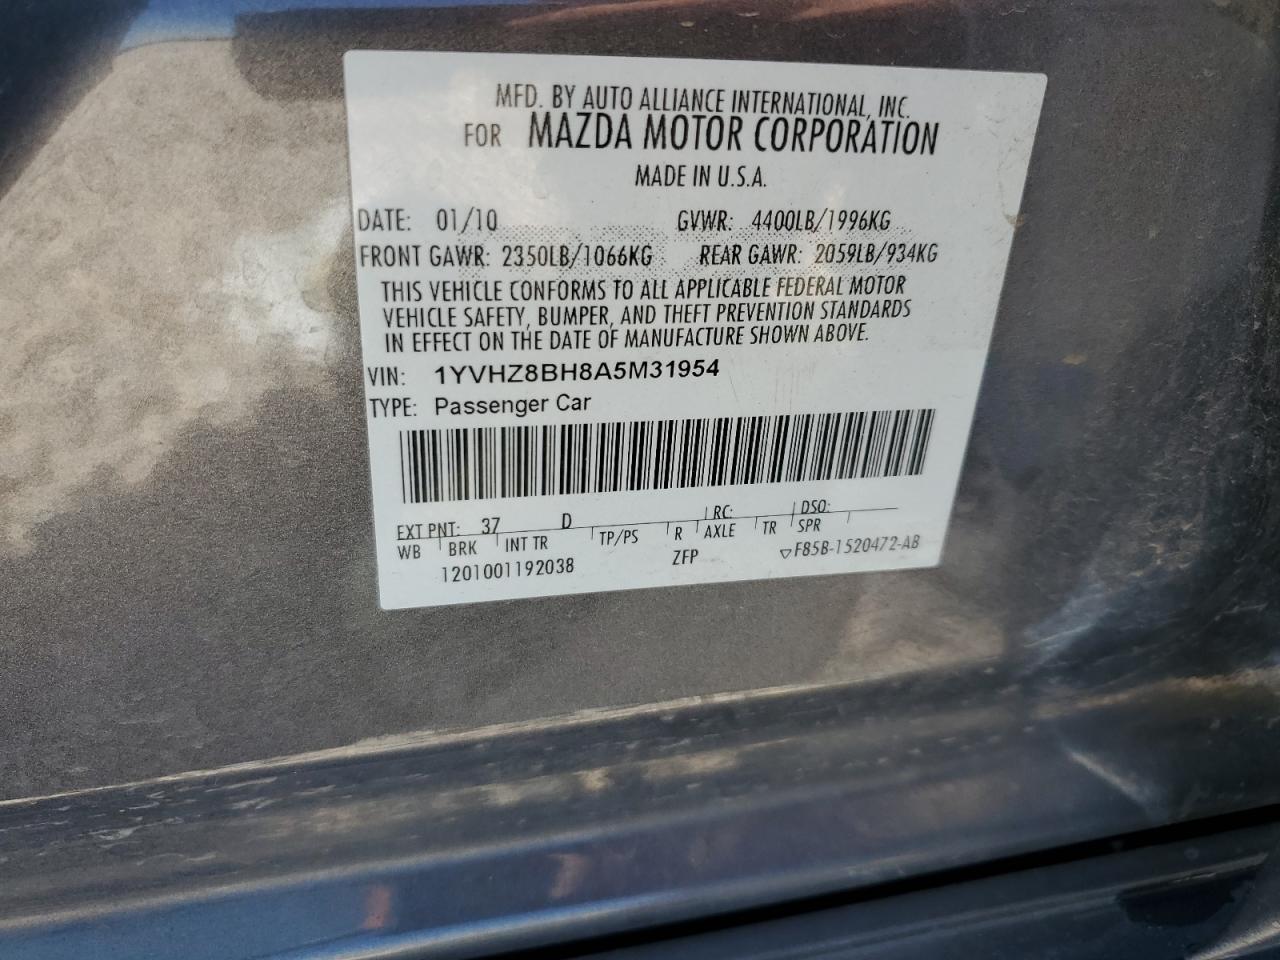 MFD. BY AUTO ALLIANCE INTERNATIONAL, INC.
FOR MAZDA MOTOR CORPORATION
MADE IN U.S.A.
DATE: 01/10 GVWR: 4400LB/1996KG
FRONT GAWR: 2350LB/1066KG REAR GAWR: 2059LB/934KG
THIS VEHICLE CONFORMS TO ALL APPLICABLE FEDERAL MOTOR
VEHICLE SAFETY, BUMPER, AND THEFT PREVENTION STANDARDS
IN EFFECT ON THE DATE OF MANUFACTURE SHOWN ABOVE.
VIN: 1YVHZ8BH8A5M31954
TYPE: Passenger Car
EXT PNT: 37 D RC: DSO:
WB BRK INT TR TP/PS R AXLE TR SPR
1201001192038 ZFP ▽F85B-1520472-AB